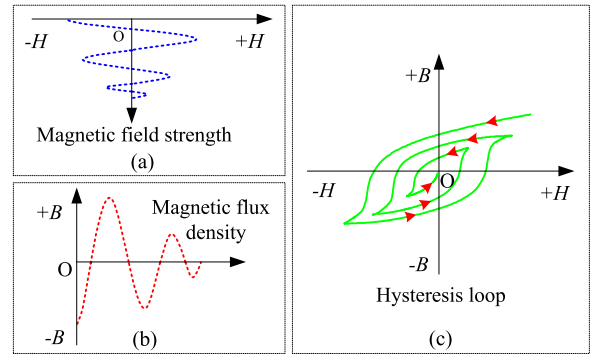 -H
O
+H
Magnetic field strength
(a)
+B
Magnetic flux
density
O
-B
(b)
+B
-H
O
+H
-B
Hysteresis loop
(c)